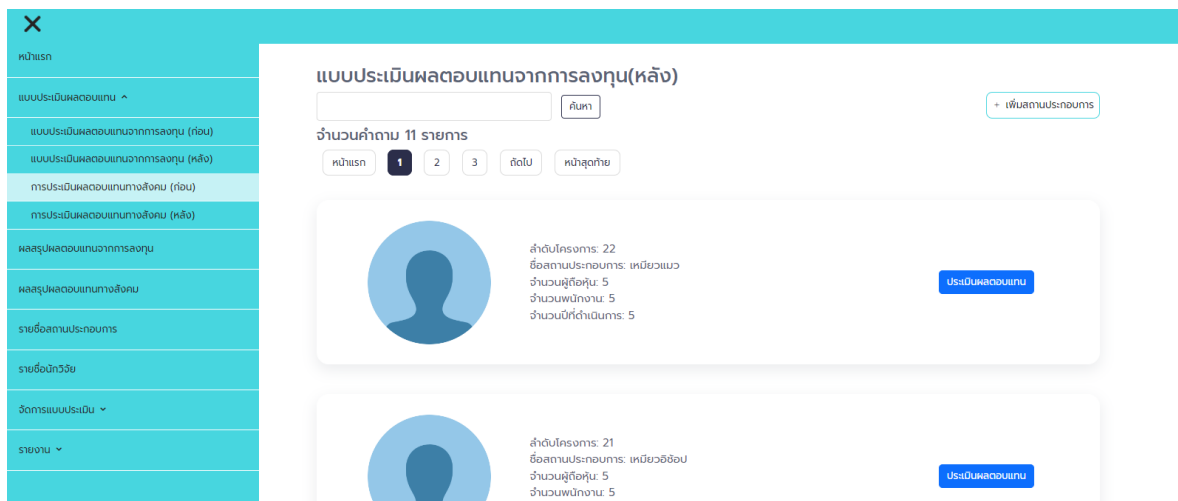 หน้าแรก
แบบประเมินผลตอบแทน
แบบประเมินผลตอบแทนจากการลงทุน (ก่อน)
แบบประเมินผลตอบแทนจากการลงทุน (หลัง)
การประเมินผลตอบแทนทางสังคม (ก่อน)
การประเมินผลตอบแทนทางสังคม (หลัง)
ผลสรุปผลตอบแทนจากการลงทุน
ผลสรุปผลตอบแทนทางสังคม
รายชื่อสถานประกอบการ
รายชื่อนักวิจัย
จัดการแบบประเมิน
รายงาน
แบบประเมินผลตอบแทนจากการลงทุน(หลัง)
ค้นหา
+ เพิ่มสถานประกอบการ
จำนวนคำถาม 11 รายการ
หน้าแรก 1 2 3 ถัดไป หน้าสุดท้าย
ลำดับโครงการ: 22
ชื่อสถานประกอบการ: เหมียวแมว
จำนวนผู้ถือหุ้น: 5
จำนวนพนักงาน: 5
จำนวนปีที่ดำเนินการ: 5
ประเมินผลตอบแทน
ลำดับโครงการ: 21
ชื่อสถานประกอบการ: เหมียวอิช้อป
จำนวนผู้ถือหุ้น: 5
จำนวนพนักงาน: 5
ประเมินผลตอบแทน